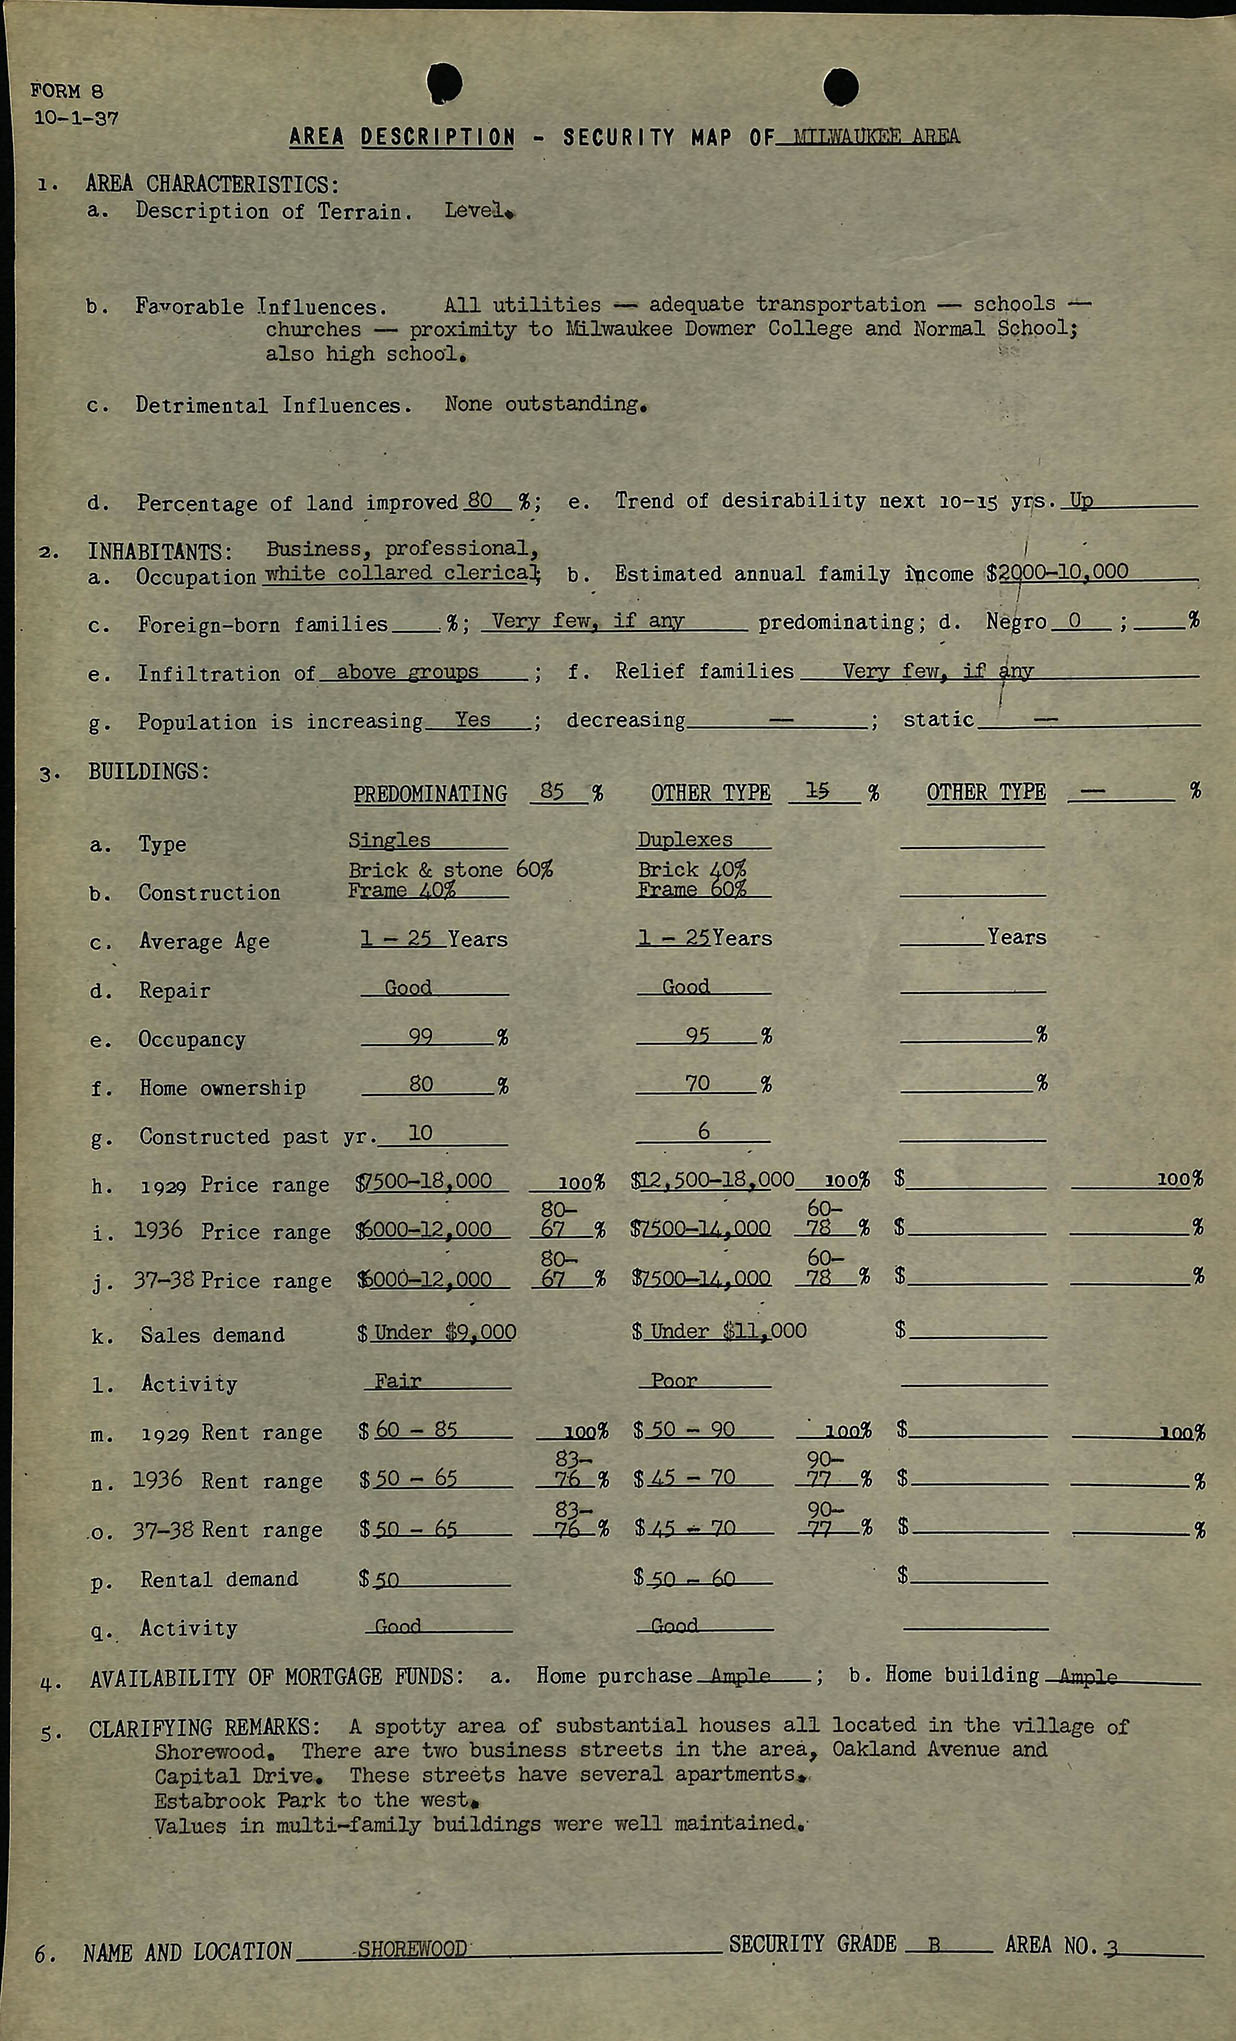 FORM 8
10-1-37
AREA DESCRIPTION - SECURITY MAP OF MILWAUKEE AREA
1. AREA CHARACTERISTICS:
a. Description of Terrain. Level.
b. Favorable Influences. All utilities — adequate transportation — schools —
churches — proximity to Milwaukee Downer College and Normal School;
also high school.
c. Detrimental Influences. None outstanding.
d. Percentage of land improved 80 %; e. Trend of desirability next 10-15 yrs. Up
2. INHABITANTS: Business, professional,
a. Occupation white collared clerical; b. Estimated annual family income $2000-10,000
c. Foreign-born families %; Very few, if any predominating; d. Negro 0 ; %
e. Infiltration of above groups ; f. Relief families Very few, if any
g. Population is increasing Yes ; decreasing — ; static —
3. BUILDINGS:
PREDOMINATING 85 % OTHER TYPE 15 % OTHER TYPE — %
a. Type Singles Duplexes
Brick & stone 60% Brick 40%
b. Construction Frame 40% Frame 60%
c. Average Age 1 - 25 Years 1 - 25 Years Years
d. Repair Good Good
e. Occupancy 99 % 95 % %
f. Home ownership 80 % 70 % %
g. Constructed past yr. 10 6
h. 1929 Price range $7500-18,000 100% $12,500-18,000 100% $ 100%
80- 60-
i. 1936 Price range $6000-12,000 67 % $7500-14,000 78 % $ %
80- 60-
j. 37-38 Price range $6000-12,000 67 % $7500-14,000 78 % $ %
k. Sales demand $ Under $9,000 $ Under $11,000 $
l. Activity Fair Poor
m. 1929 Rent range $ 60 - 85 100% $ 50 - 90 100% $ 100%
83- 90-
n. 1936 Rent range $ 50 - 65 76 % $ 45 - 70 77 % $ %
83- 90-
o. 37-38 Rent range $ 50 - 65 76 % $ 45 - 70 77 % $ %
p. Rental demand $ 50 $ 50 - 60 $
q. Activity Good Good
4. AVAILABILITY OF MORTGAGE FUNDS: a. Home purchase Ample ; b. Home building Ample
5. CLARIFYING REMARKS: A spotty area of substantial houses all located in the village of
Shorewood. There are two business streets in the area, Oakland Avenue and
Capital Drive. These streets have several apartments.
Estabrook Park to the west.
Values in multi-family buildings were well maintained.
6. NAME AND LOCATION SHOREWOOD SECURITY GRADE B AREA NO. 3